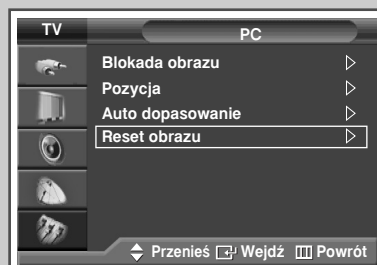 TV
PC
Blokada obrazu
Pozycja
Auto dopasowanie
Reset obrazu
Przenieś Wejdź Powrót